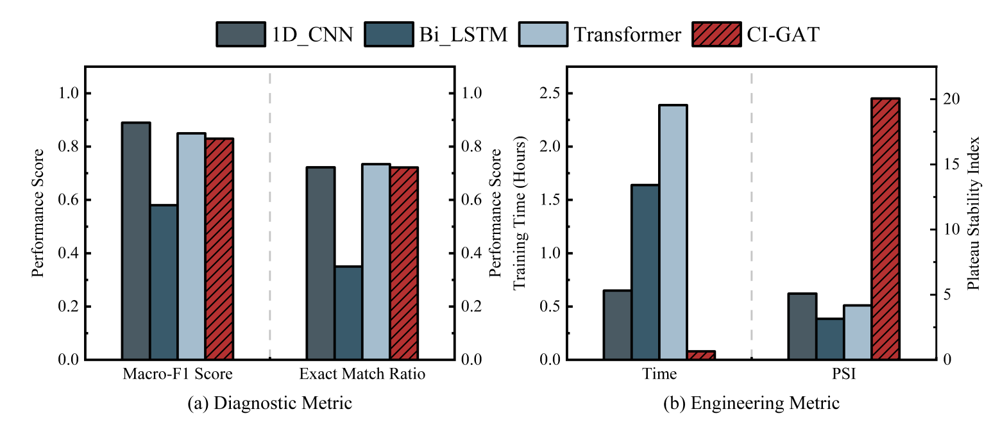 1D_CNN Bi_LSTM Transformer CI-GAT
Performance Score
1.0
0.8
0.6
0.4
0.2
0.0
Macro-F1 Score Exact Match Ratio
1.0
0.8
0.6
0.4
0.2
0.0
Performance Score
(a) Diagnostic Metric
Training Time (Hours)
2.5
2.0
1.5
1.0
0.5
0.0
Time PSI
20
15
10
5
0
Plateau Stability Index
(b) Engineering Metric